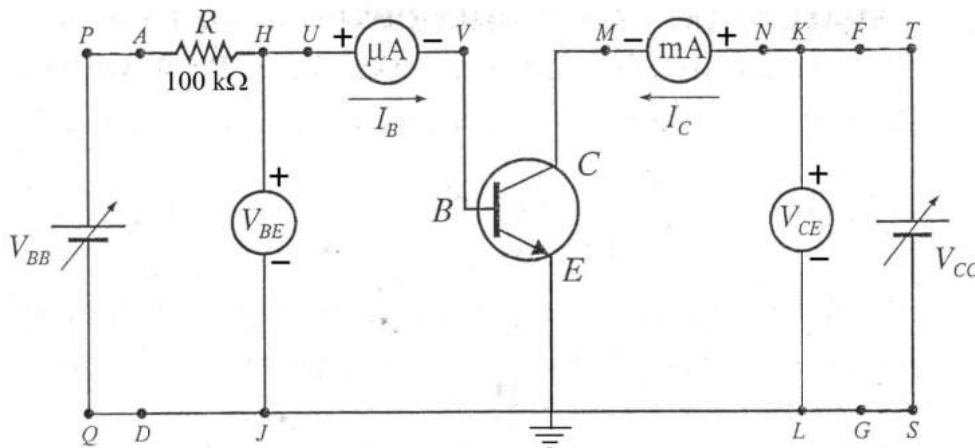 P A R H U + μA − V M − mA + N K F T
100 kΩ
I_B
I_C
+ + 
C
B
V_BE V_CE
V_BB − − V_CC
E
Q D J L G S